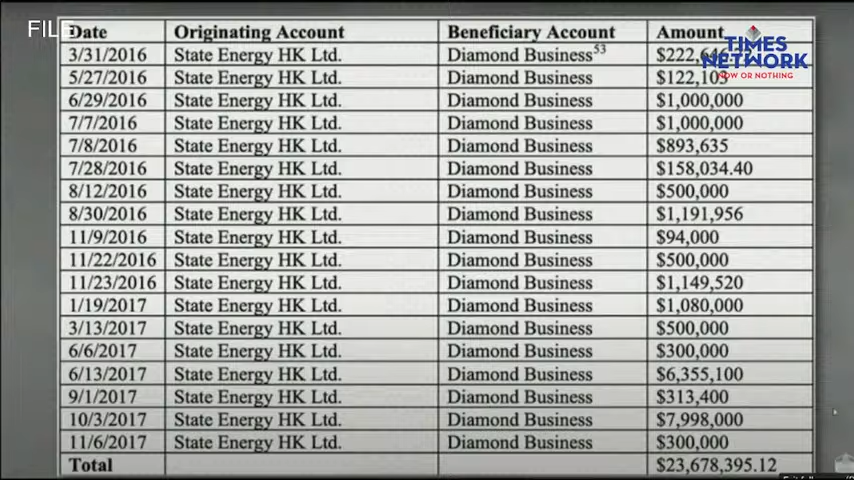 FILE
Date Originating Account Beneficiary Account Amount
TIMES
NETWORK
NOW OR NOTHING
3/31/2016 State Energy HK Ltd. Diamond Business53
5/27/2016 State Energy HK Ltd. Diamond Business $122,103
6/29/2016 State Energy HK Ltd. Diamond Business $1,000,000
7/7/2016 State Energy HK Ltd. Diamond Business $1,000,000
7/8/2016 State Energy HK Ltd. Diamond Business $893,635
7/28/2016 State Energy HK Ltd. Diamond Business $158,034.40
8/12/2016 State Energy HK Ltd. Diamond Business $500,000
8/30/2016 State Energy HK Ltd. Diamond Business $1,191,956
11/9/2016 State Energy HK Ltd. Diamond Business $94,000
11/22/2016 State Energy HK Ltd. Diamond Business $500,000
11/23/2016 State Energy HK Ltd. Diamond Business $1,149,520
1/19/2017 State Energy HK Ltd. Diamond Business $1,080,000
3/13/2017 State Energy HK Ltd. Diamond Business $500,000
6/6/2017 State Energy HK Ltd. Diamond Business $300,000
6/13/2017 State Energy HK Ltd. Diamond Business $6,355,100
9/1/2017 State Energy HK Ltd. Diamond Business $313,400
10/3/2017 State Energy HK Ltd. Diamond Business $7,998,000
11/6/2017 State Energy HK Ltd. Diamond Business $300,000
Total $23,678,395.12